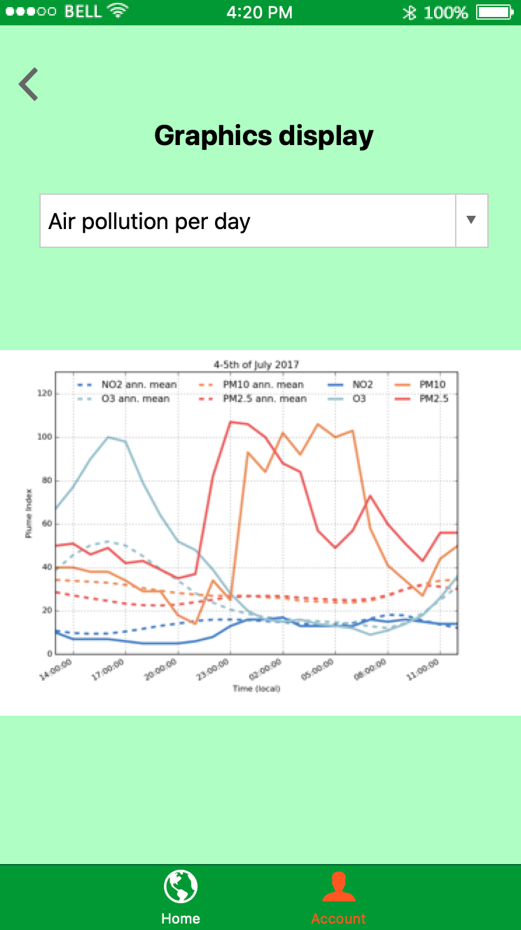 BELL 4:20 PM 100%
Graphics display
Air pollution per day
4-5th of July 2017
NO2 ann. mean PM10 ann. mean NO2 PM10
O3 ann. mean PM2.5 ann. mean O3 PM2.5
120
100
80
60
40
20
0
Plume Index
14:00:00 17:00:00 20:00:00 23:00:00 02:00:00 05:00:00 08:00:00 11:00:00
Time (local)
Home Account